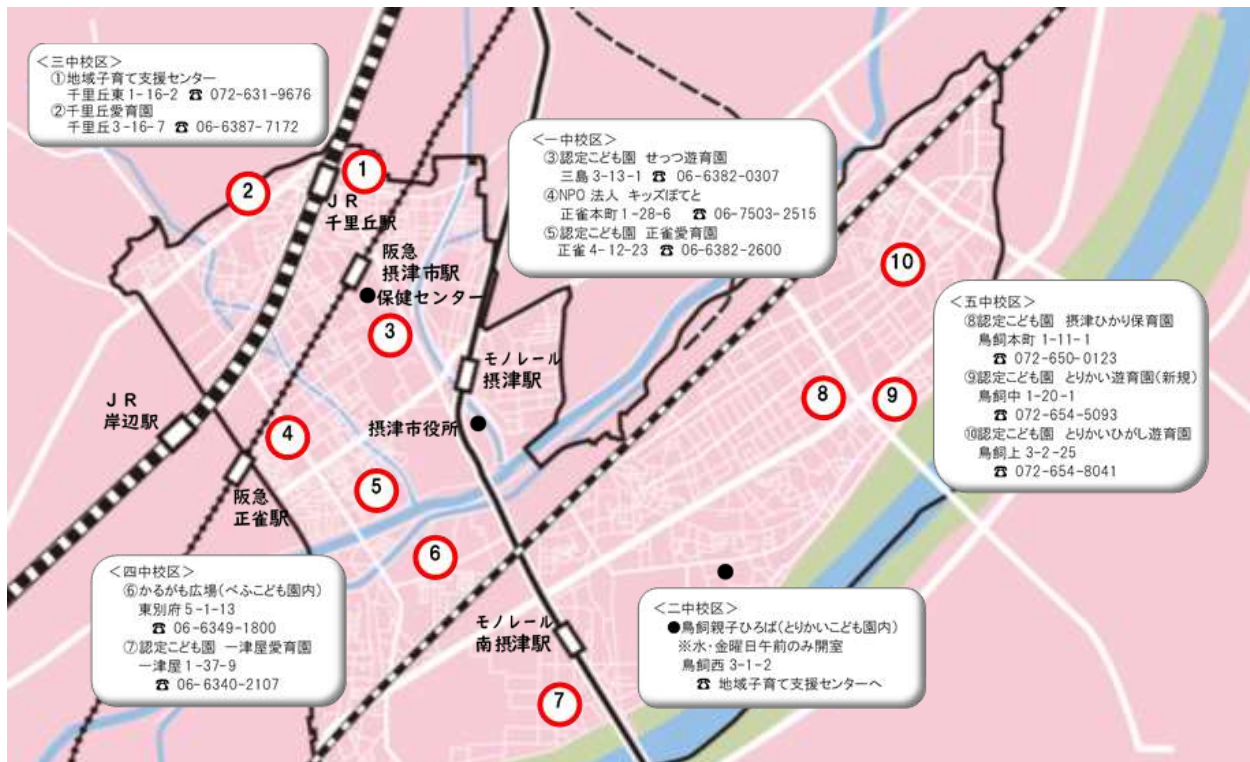 <三中校区>
①地域子育て支援センター
千里丘東1-16-2 ☎ 072-631-9676
②千里丘愛育園
千里丘3-16-7 ☎ 06-6387-7172
<一中校区>
③認定こども園 せっつ遊育園
三島3-13-1 ☎ 06-6382-0307
④NPO法人 キッズぽてと
正雀本町1-28-6 ☎ 06-7503-2515
⑤認定こども園 正雀愛育園
正雀4-12-23 ☎ 06-6382-2600
1
2
JR
千里丘駅
阪急
摂津市駅
●保健センター
3
10
モノレール
摂津駅
JR
岸辺駅
摂津市役所
4
阪急
正雀駅
5
6
8
9
<五中校区>
⑧認定こども園 摂津ひかり保育園
鳥飼本町1-11-1
☎ 072-650-0123
⑨認定こども園 とりかい遊育園(新規)
鳥飼中1-20-1
☎ 072-654-5093
⑩認定こども園 とりかいひがし遊育園
鳥飼上3-2-25
☎ 072-654-8041
<四中校区>
⑥かるがも広場(べふこども園内)
東別府5-1-13
☎ 06-6349-1800
⑦認定こども園 一津屋愛育園
一津屋1-37-9
☎ 06-6340-2107
モノレール
南摂津駅
7
<二中校区>
●鳥飼親子ひろば(とりかいこども園内)
※水・金曜日午前のみ開室
鳥飼西3-1-2
☎ 地域子育て支援センターへ